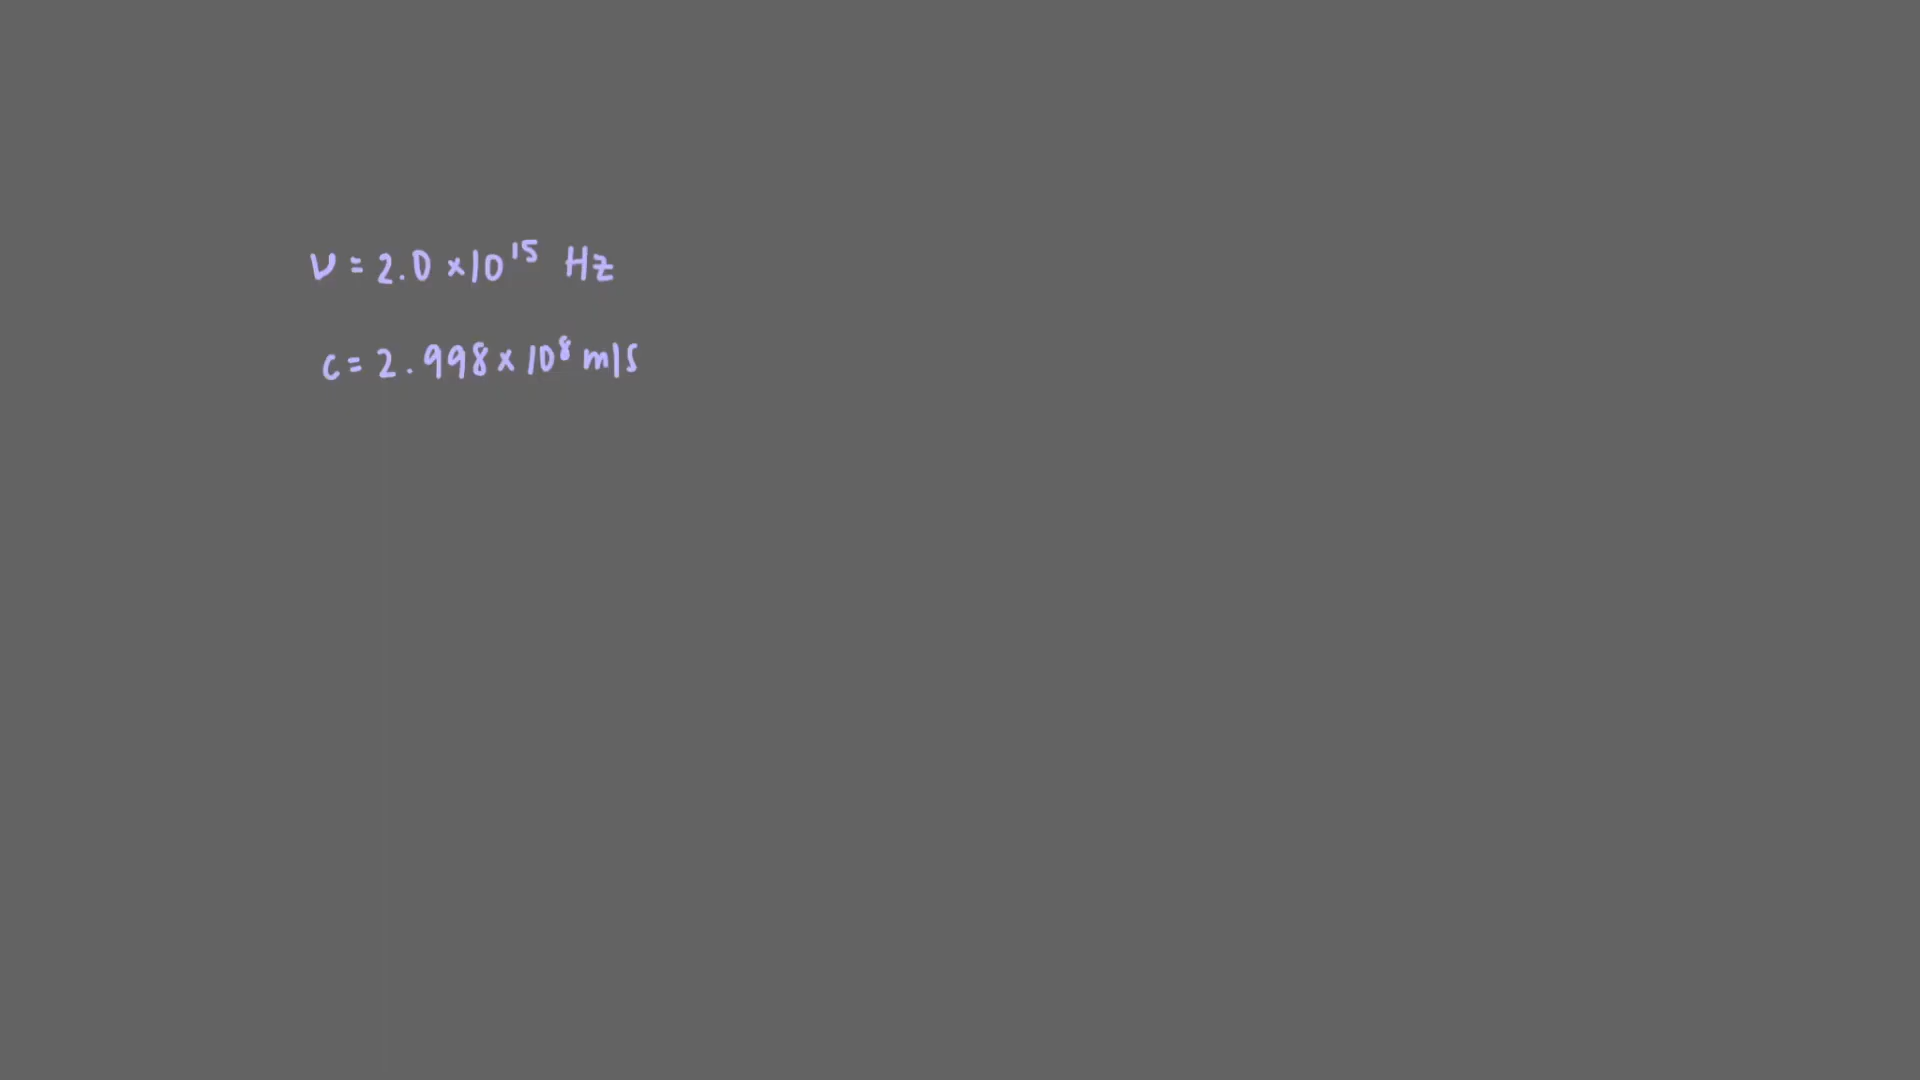 ν = 2.0 ×10¹⁵ Hz
c = 2.998 × 10⁸ m/s